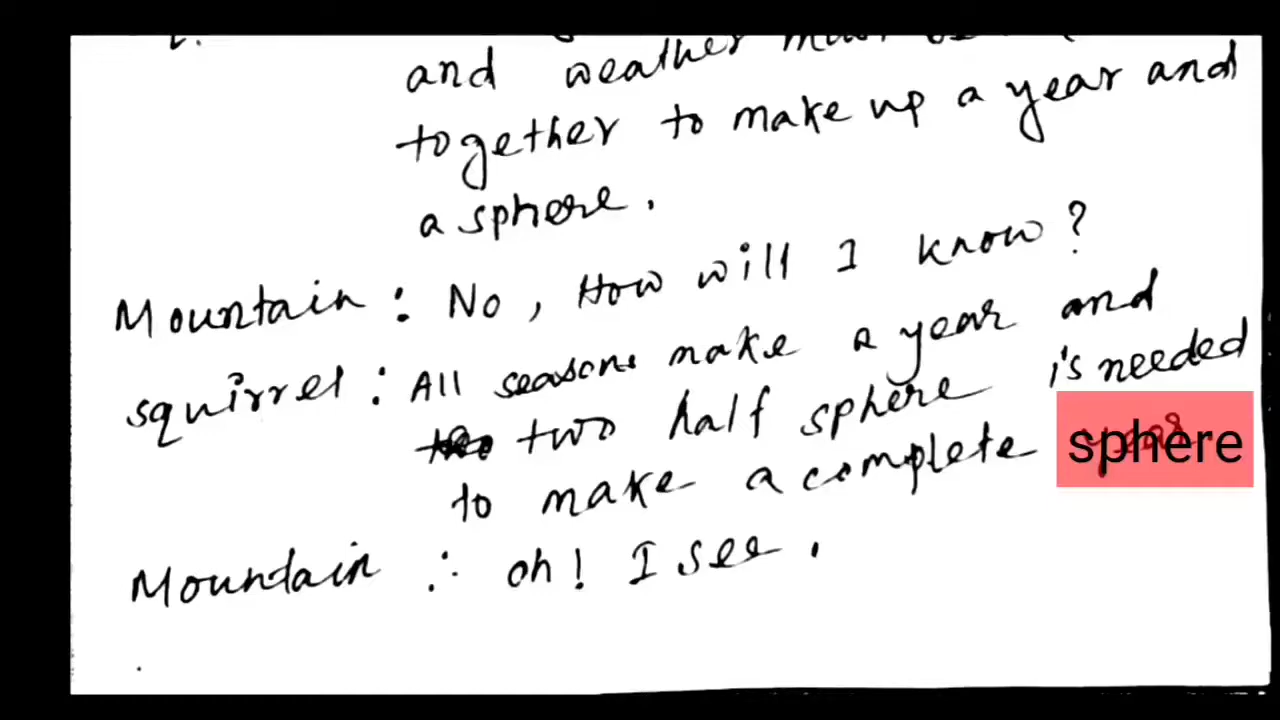 and weather
together to make up a year and
a sphere.
Mountain : No, How will I know?
squirrel : All seasons make a year and
two half sphere is needed
to make a complete sphere
Mountain : oh! I see.